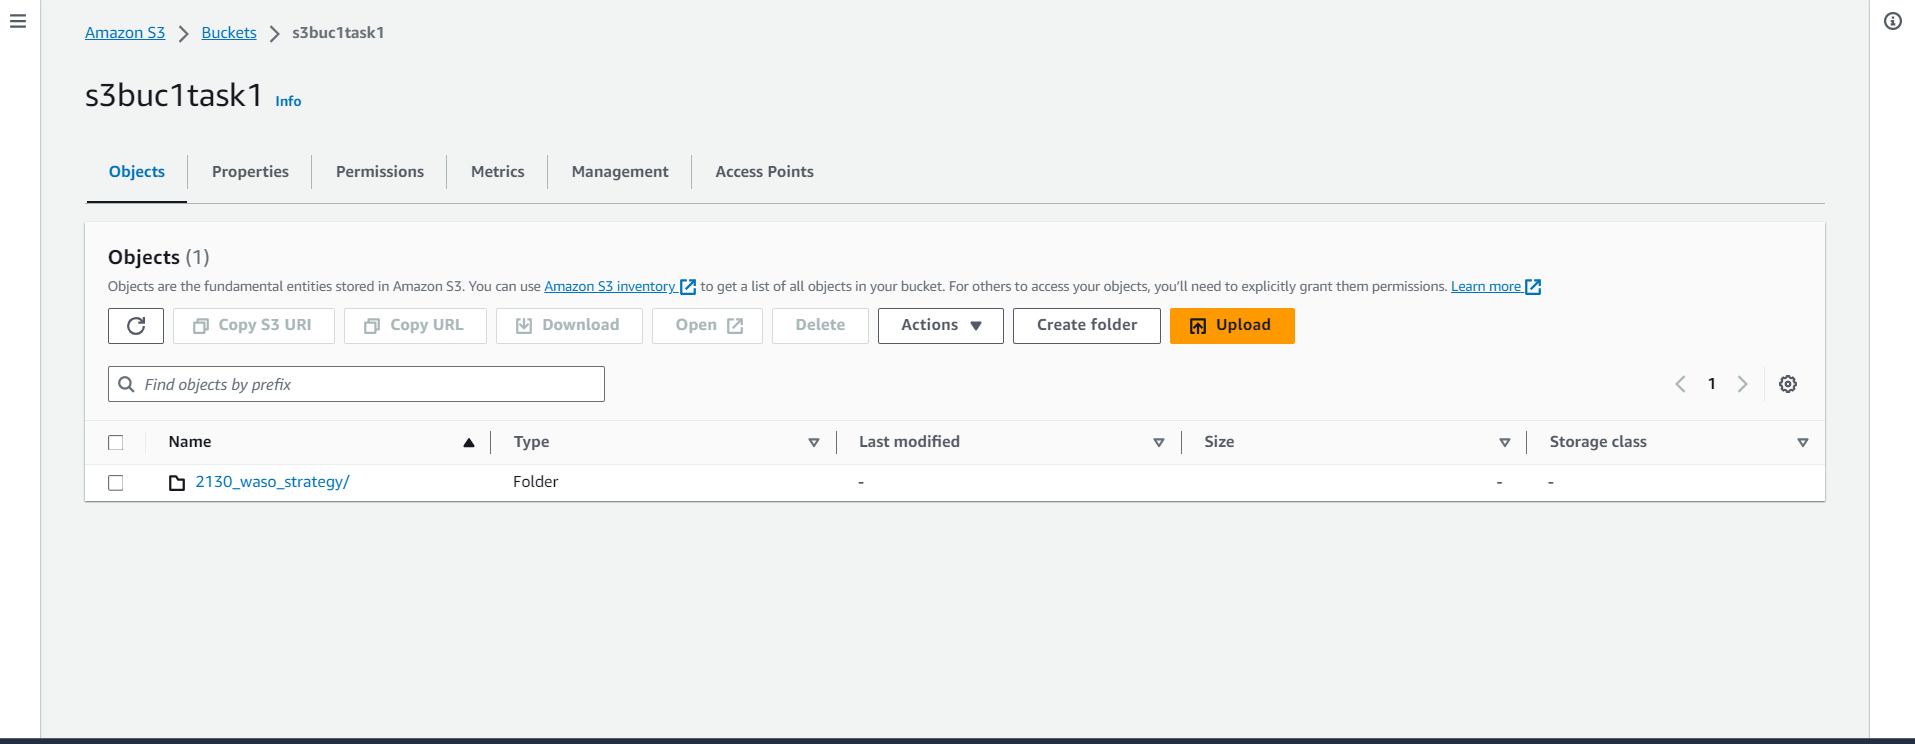 Amazon S3 Buckets s3buc1task1
s3buc1task1 Info
Objects Properties Permissions Metrics Management Access Points
Objects (1)
Objects are the fundamental entities stored in Amazon S3. You can use Amazon S3 inventory to get a list of all objects in your bucket. For others to access your objects, you'll need to explicitly grant them permissions. Learn more
Copy S3 URI Copy URL Download Open Delete Actions Create folder Upload
Find objects by prefix 1
Name Type Last modified Size Storage class
2130_waso_strategy/ Folder - - -